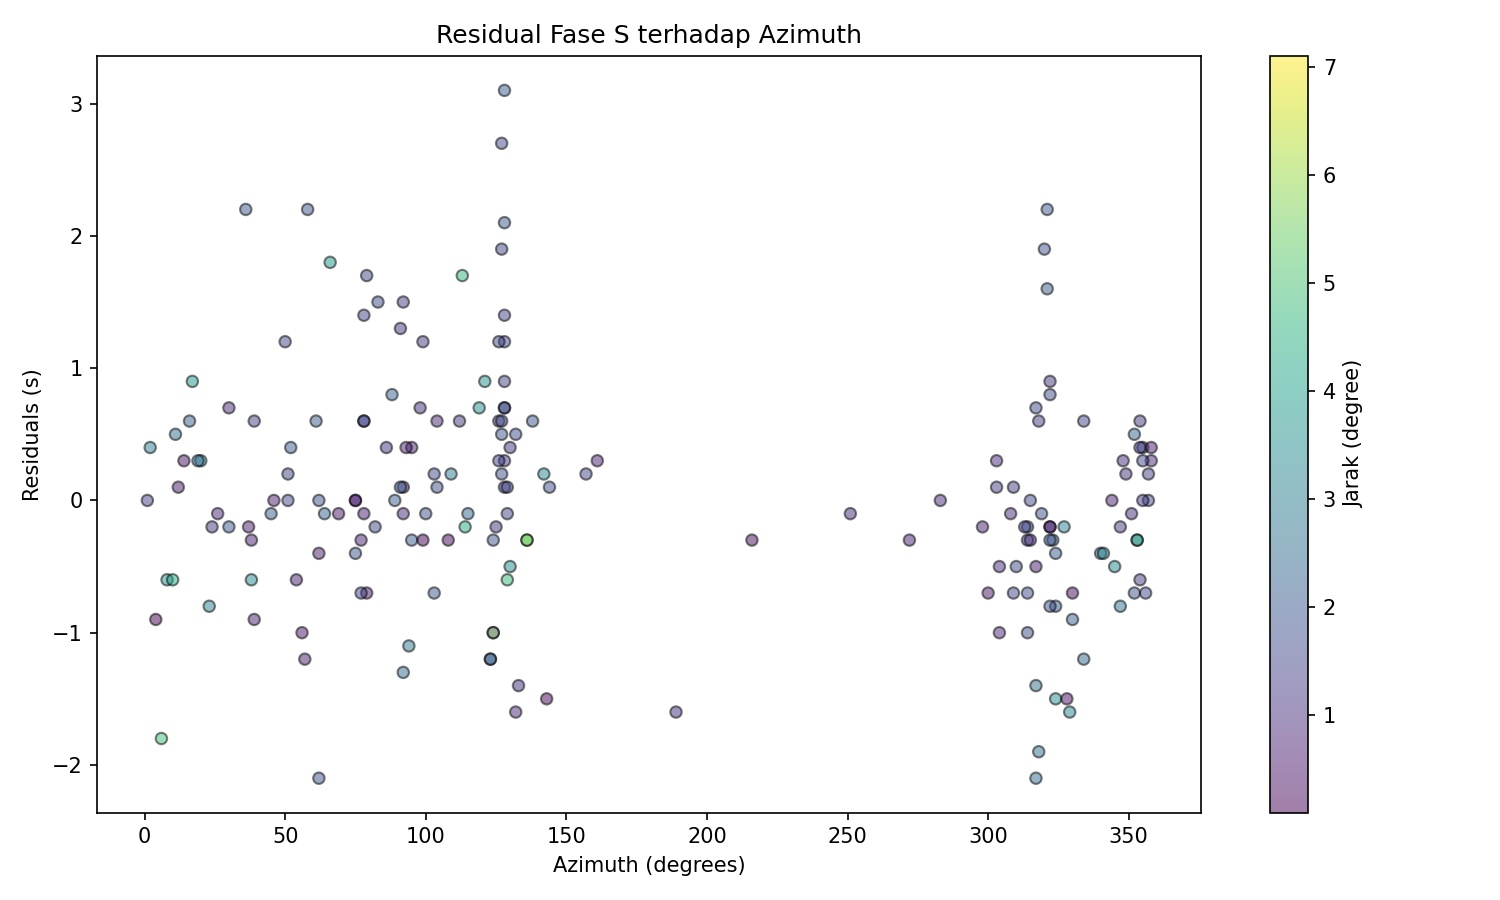 Residual Fase S terhadap Azimuth
Residuals (s)
3
2
1
0
−1
−2
0 50 100 150 200 250 300 350
Azimuth (degrees)
7
6
5
4
3
2
1
Jarak (degree)